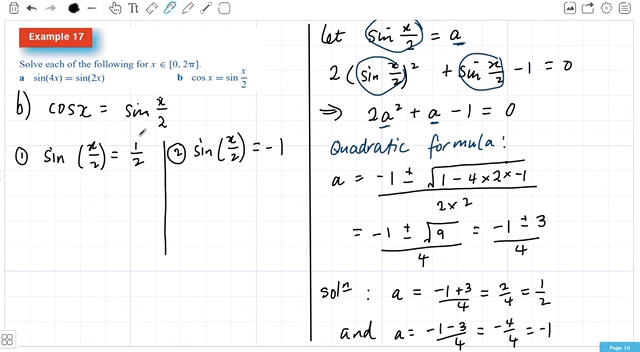 Example 17
Solve each of the following for x ∈ [0, 2π].
a sin(4x) = sin(2x)
b cos x = sin x/2
b) cosx = sin x/2
① sin (x/2) = 1/2
② sin(x/2) = -1
let sin x/2 = a
2 (sin x/2)² + sin x/2 - 1 = 0
⇒ 2a² + a - 1 = 0
Quadratic formula:
a = -1 ± √(1 - 4×2×-1) / 2×2
= -1 ± √9 / 4 = -1 ± 3 / 4
solⁿ : a = -1+3/4 = 2/4 = 1/2
and a = -1-3/4 = -4/4 = -1
Page 19